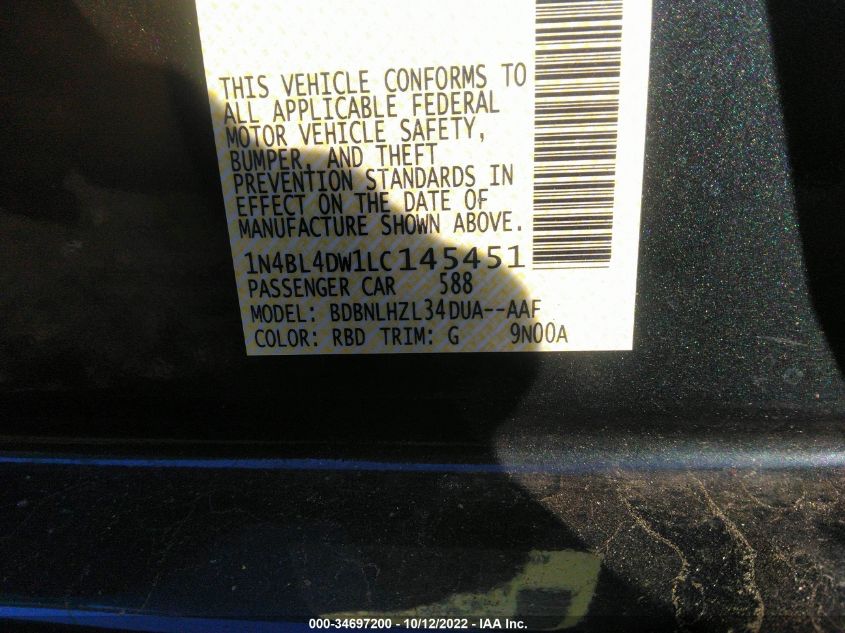 THIS VEHICLE CONFORMS TO
ALL APPLICABLE FEDERAL
MOTOR VEHICLE SAFETY,
BUMPER, AND THEFT
PREVENTION STANDARDS IN
EFFECT ON THE DATE OF
MANUFACTURE SHOWN ABOVE.
1N4BL4DW1LC145451
PASSENGER CAR 588
MODEL: BDBNLHZL34DUA--AAF
COLOR: RBD TRIM: G 9N00A
000-34697200 - 10/12/2022 - IAA Inc.